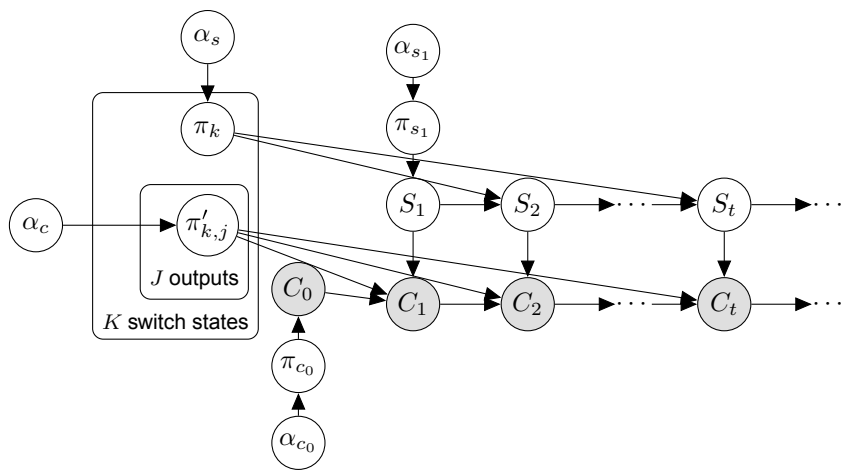 α_s
α_{s_1}
π_k
π_{s_1}
S_1 S_2 ··· S_t ···
α_c π'_{k,j}
J outputs
C_0 C_1 C_2 ··· C_t ···
K switch states
π_{c_0}
α_{c_0}